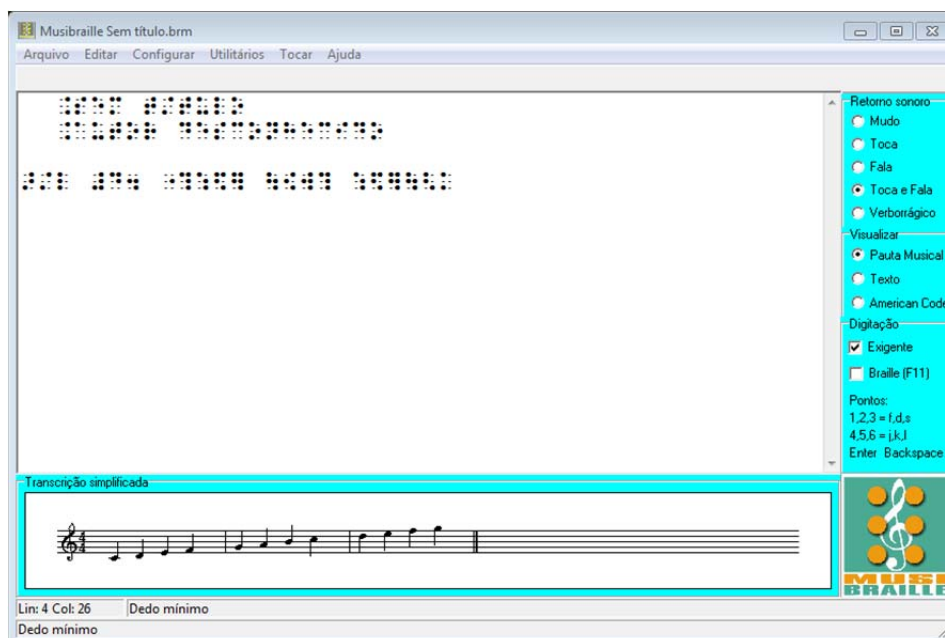 Musibraille Sem título.brm
Arquivo Editar Configurar Utilitários Tocar Ajuda
Retorno sonoro
Mudo
Toca
Fala
Toca e Fala
Verborrágico
Visualizar
Pauta Musical
Texto
American Code
Digitação
Exigente
Braille (F11)
Pontos:
1,2,3 = f,d,s
4,5,6 = j,k,l
Enter Backspace
Transcrição simplificada
4
4
MUSI
BRAILLE
Lin: 4 Col: 26 Dedo mínimo
Dedo mínimo